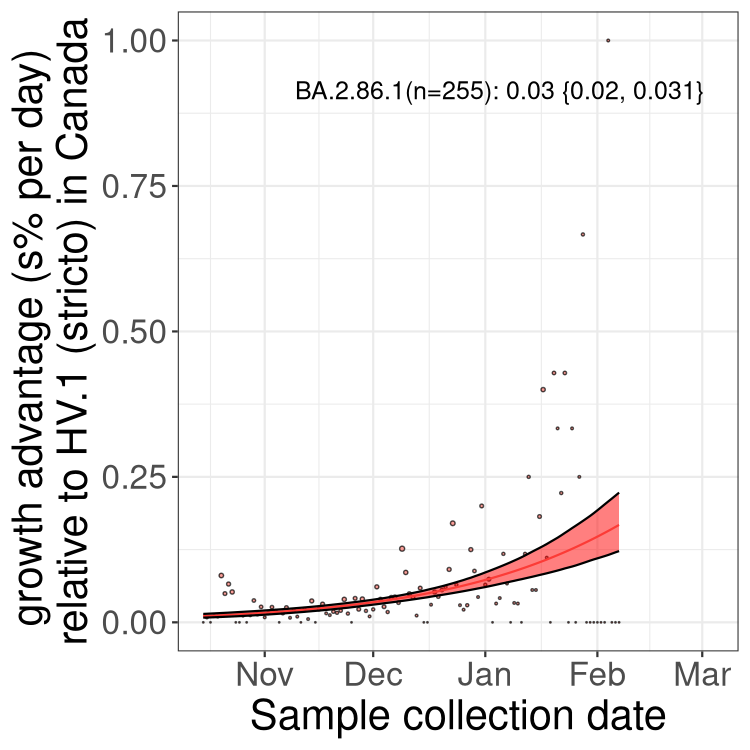 growth advantage (s% per day)
relative to HV.1 (stricto) in Canada
1.00
0.75
0.50
0.25
0.00
BA.2.86.1(n=255): 0.03 {0.02, 0.031}
Nov Dec Jan Feb Mar
Sample collection date